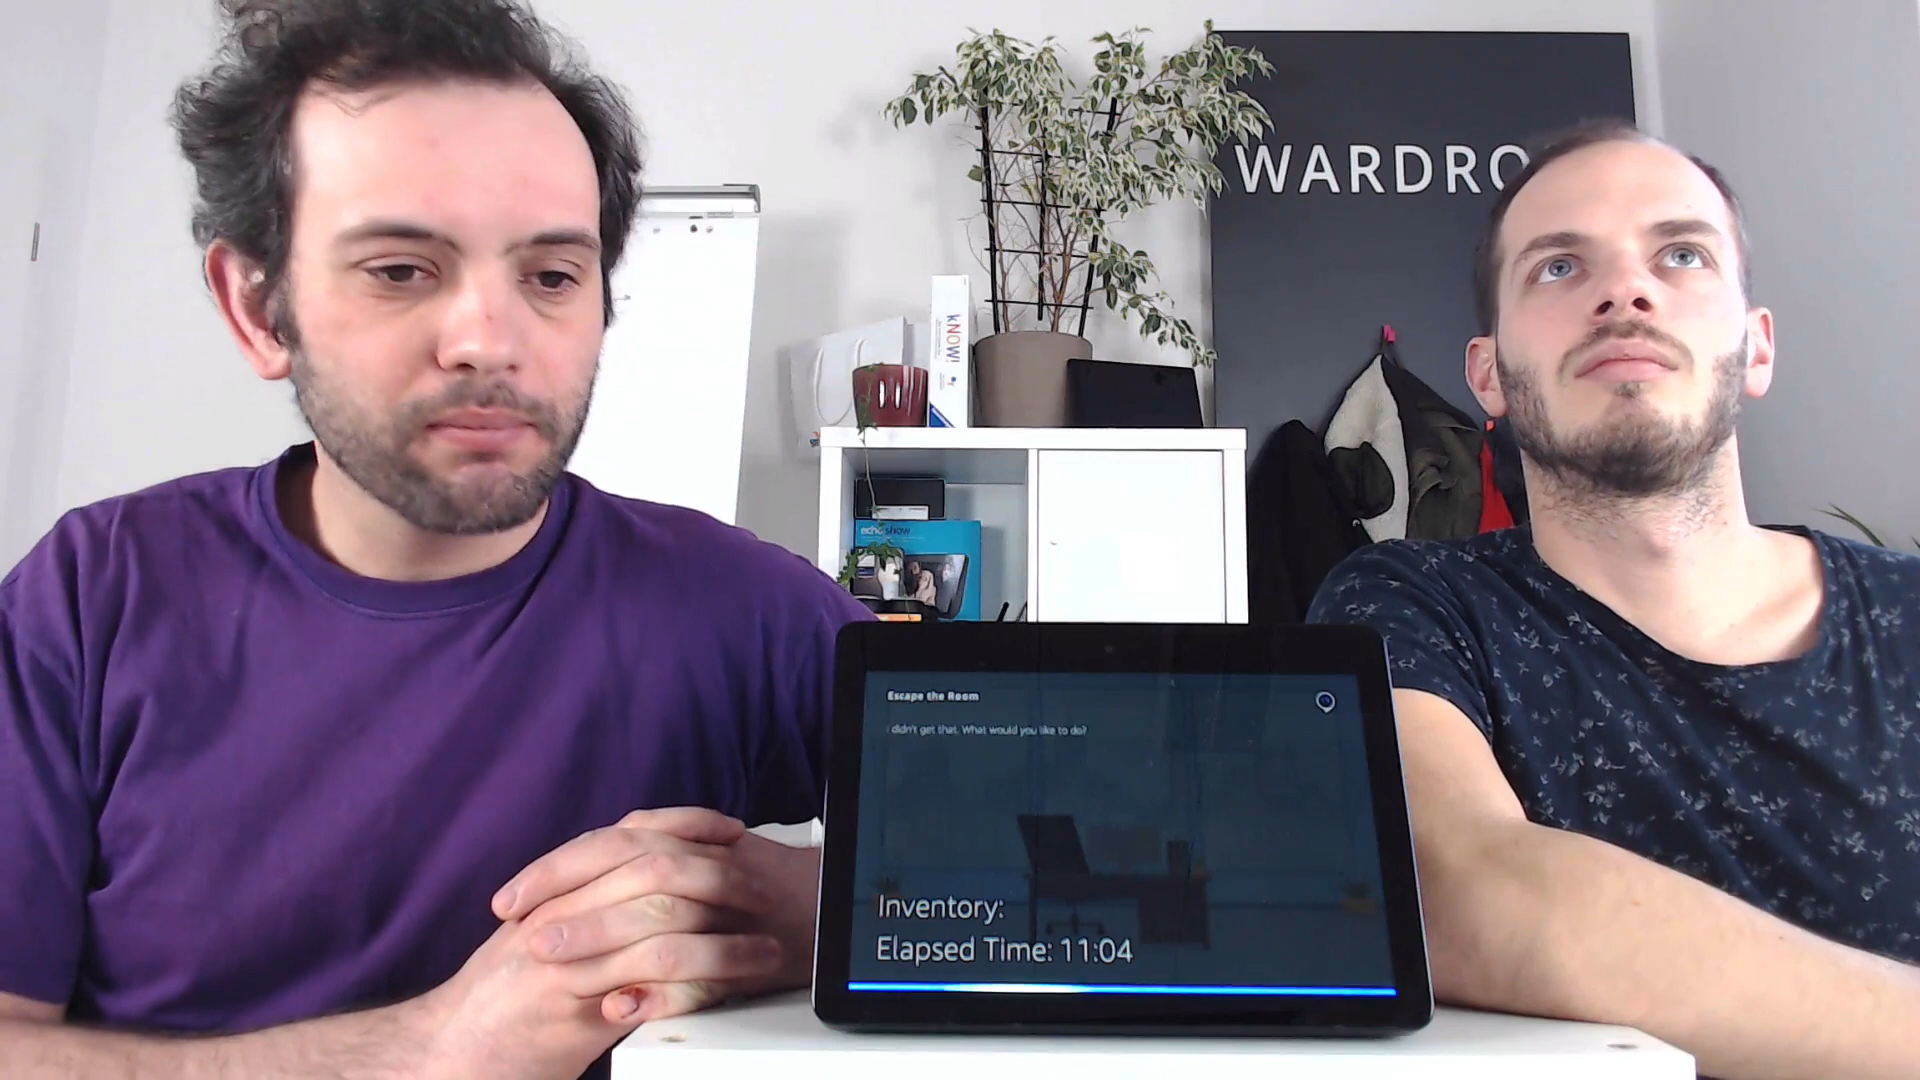 WARDRO
kNOW!
echo show
Escape the Room
I didn't get that. What would you like to do?
Inventory:
Elapsed Time: 11:04